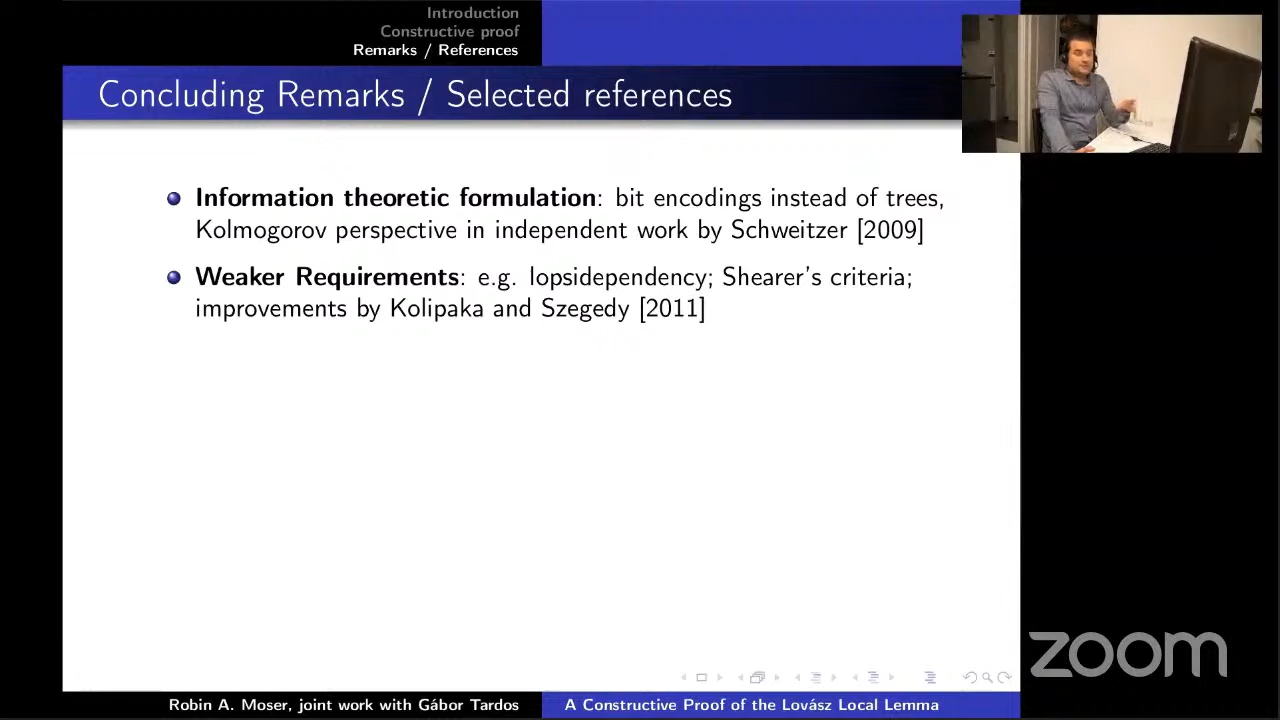 Introduction
Constructive proof
Remarks / References
Concluding Remarks / Selected references
Information theoretic formulation: bit encodings instead of trees,
Kolmogorov perspective in independent work by Schweitzer [2009]
Weaker Requirements: e.g. lopsidependency; Shearer's criteria;
improvements by Kolipaka and Szegedy [2011]
zoom
Robin A. Moser, joint work with Gábor Tardos
A Constructive Proof of the Lovász Local Lemma